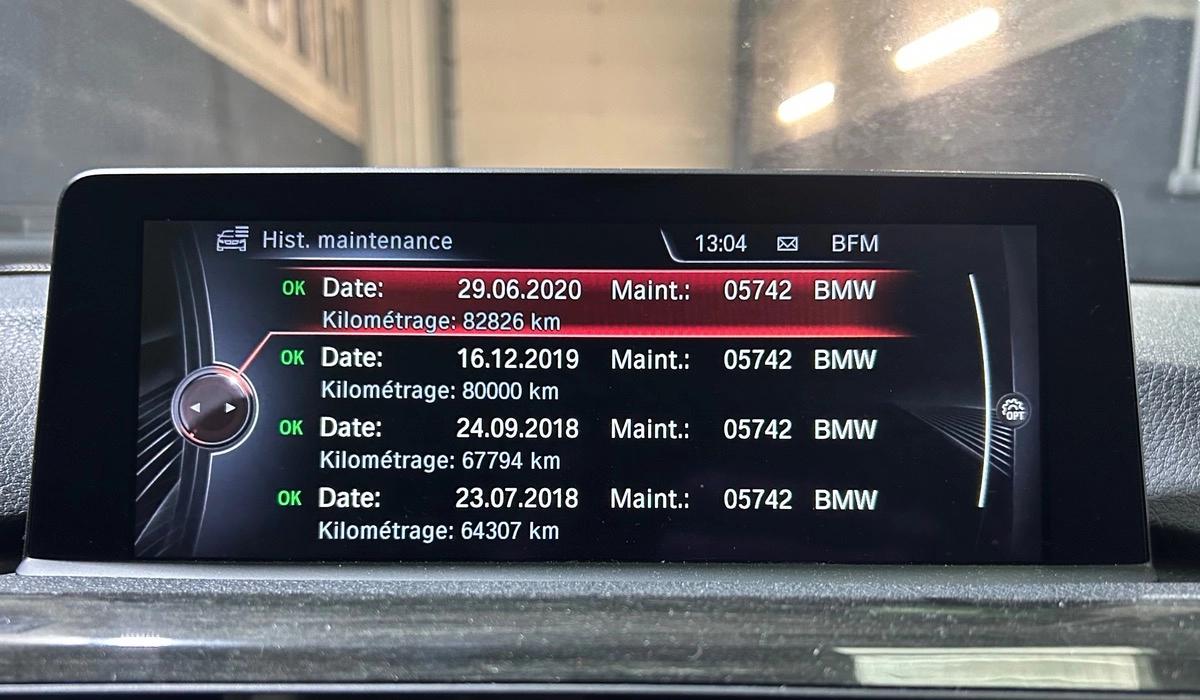 Hist. maintenance 13:04 BFM
OK Date: 29.06.2020 Maint.: 05742 BMW
Kilométrage: 82826 km
OK Date: 16.12.2019 Maint.: 05742 BMW
Kilométrage: 80000 km
OK Date: 24.09.2018 Maint.: 05742 BMW
Kilométrage: 67794 km
OK Date: 23.07.2018 Maint.: 05742 BMW
Kilométrage: 64307 km
OPT